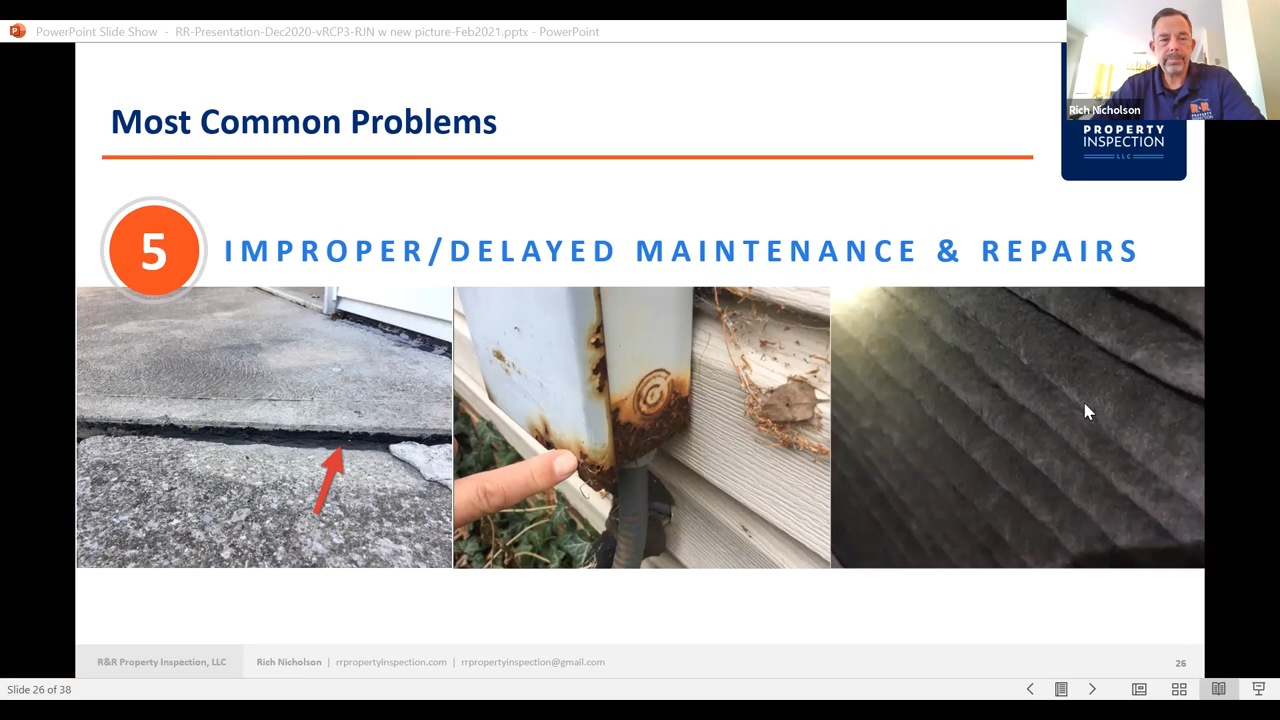 PowerPoint Slide Show - RR-Presentation-Dec2020-vRCP3-RJN w new picture-Feb2021.pptx - PowerPoint
Rich Nicholson
Most Common Problems
PROPERTY
INSPECTION
LLC
5
IMPROPER/DELAYED MAINTENANCE & REPAIRS
R&R Property Inspection, LLC
Rich Nicholson | rrpropertyinspection.com | rrpropertyinspection@gmail.com
26
Slide 26 of 38